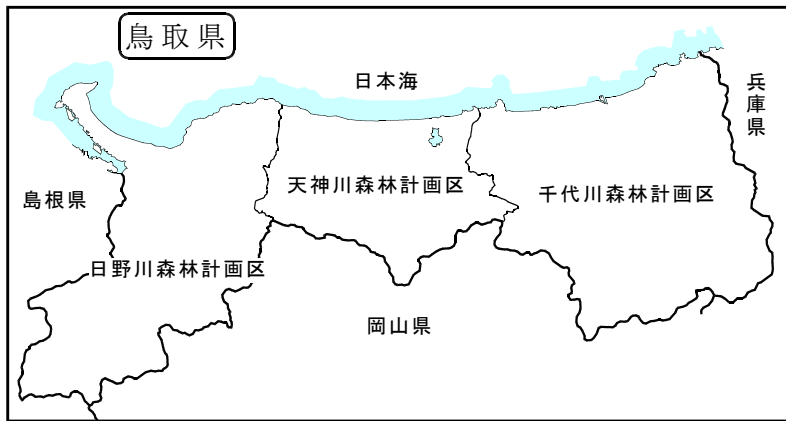 鳥取県
日本海
兵庫県
島根県
天神川森林計画区
千代川森林計画区
日野川森林計画区
岡山県